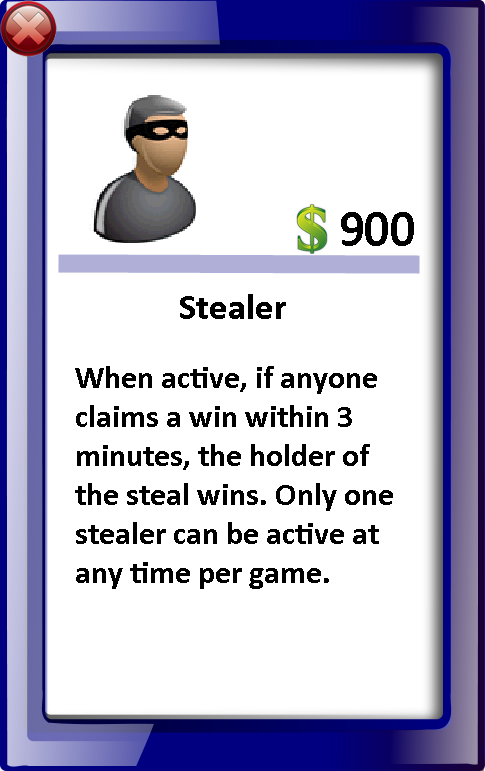 $ 900
Stealer
When active, if anyone
claims a win within 3
minutes, the holder of
the steal wins. Only one
stealer can be active at
any time per game.